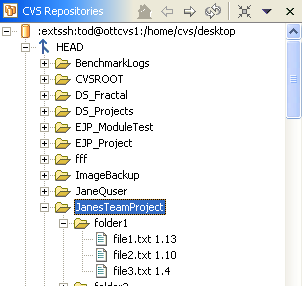 CVS Repositories
:extssh:tod@ottcvs1:/home/cvs/desktop
HEAD
BenchmarkLogs
CVSROOT
DS_Fractal
DS_Projects
EJP_ModuleTest
EJP_Project
fff
ImageBackup
JaneQuser
JanesTeamProject
folder1
file1.txt 1.13
file2.txt 1.10
file3.txt 1.4